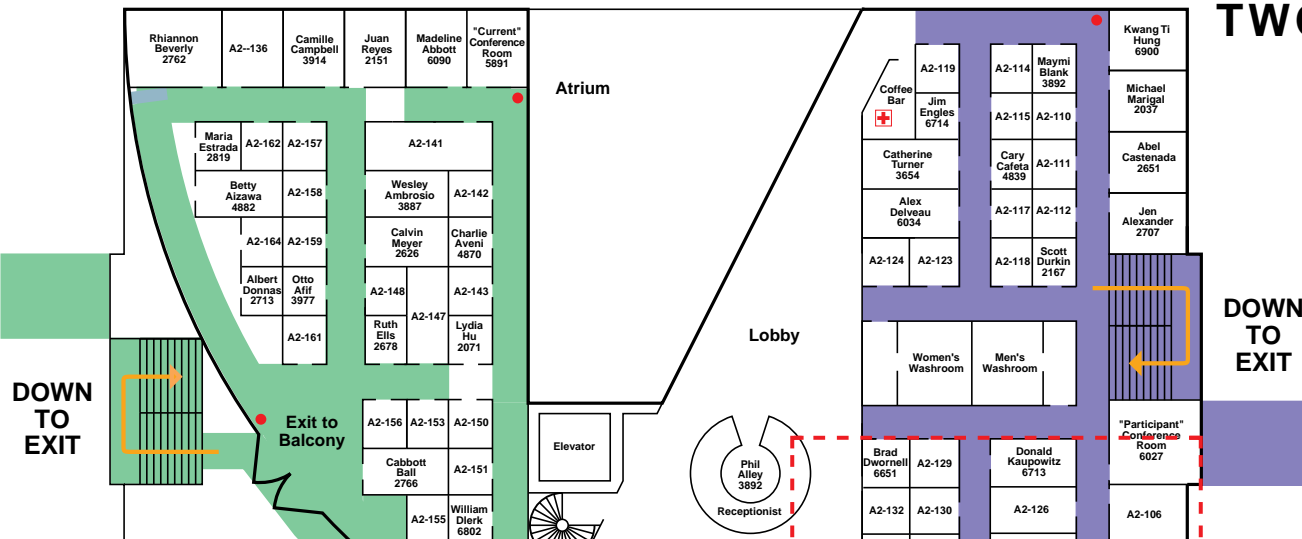 TWO
Rhiannon
Beverly
2762
A2--136
Camille
Campbell
3914
Juan
Reyes
2151
Madeline
Abbott
6090
"Current"
Conference
Room
5891
Atrium
A2-119
Coffee
Bar
Jim
Engles
6714
A2-114
Maymi
Blank
3892
Kwang Ti
Hung
6900
Michael
Marigal
2037
A2-115
A2-110
Maria
Estrada
2819
A2-162
A2-157
A2-141
Catherine
Turner
3654
Cary
Cafeta
4839
A2-111
Abel
Castenada
2651
Betty
Aizawa
4882
A2-158
Wesley
Ambrosio
3887
A2-142
Alex
Delveau
6034
A2-117
A2-112
Jen
Alexander
2707
A2-164
A2-159
Calvin
Meyer
2626
Charlie
Aveni
4870
A2-124
A2-123
A2-118
Scott
Durkin
2167
Albert
Donnas
2713
Otto
Afif
3977
A2-148
A2-147
A2-143
A2-161
Ruth
Ells
2678
Lydia
Hu
2071
Lobby
Women's
Washroom
Men's
Washroom
DOWN
TO
EXIT
DOWN
TO
EXIT
Exit to
Balcony
A2-156
A2-153
A2-150
Elevator
"Participant"
Conference
Room
6027
Cabbott
Ball
2766
A2-151
Phil
Alley
3892
Receptionist
Brad
Dwornell
6651
A2-129
Donald
Kaupowitz
6713
A2-155
William
Dlerk
6802
A2-132
A2-130
A2-126
A2-106